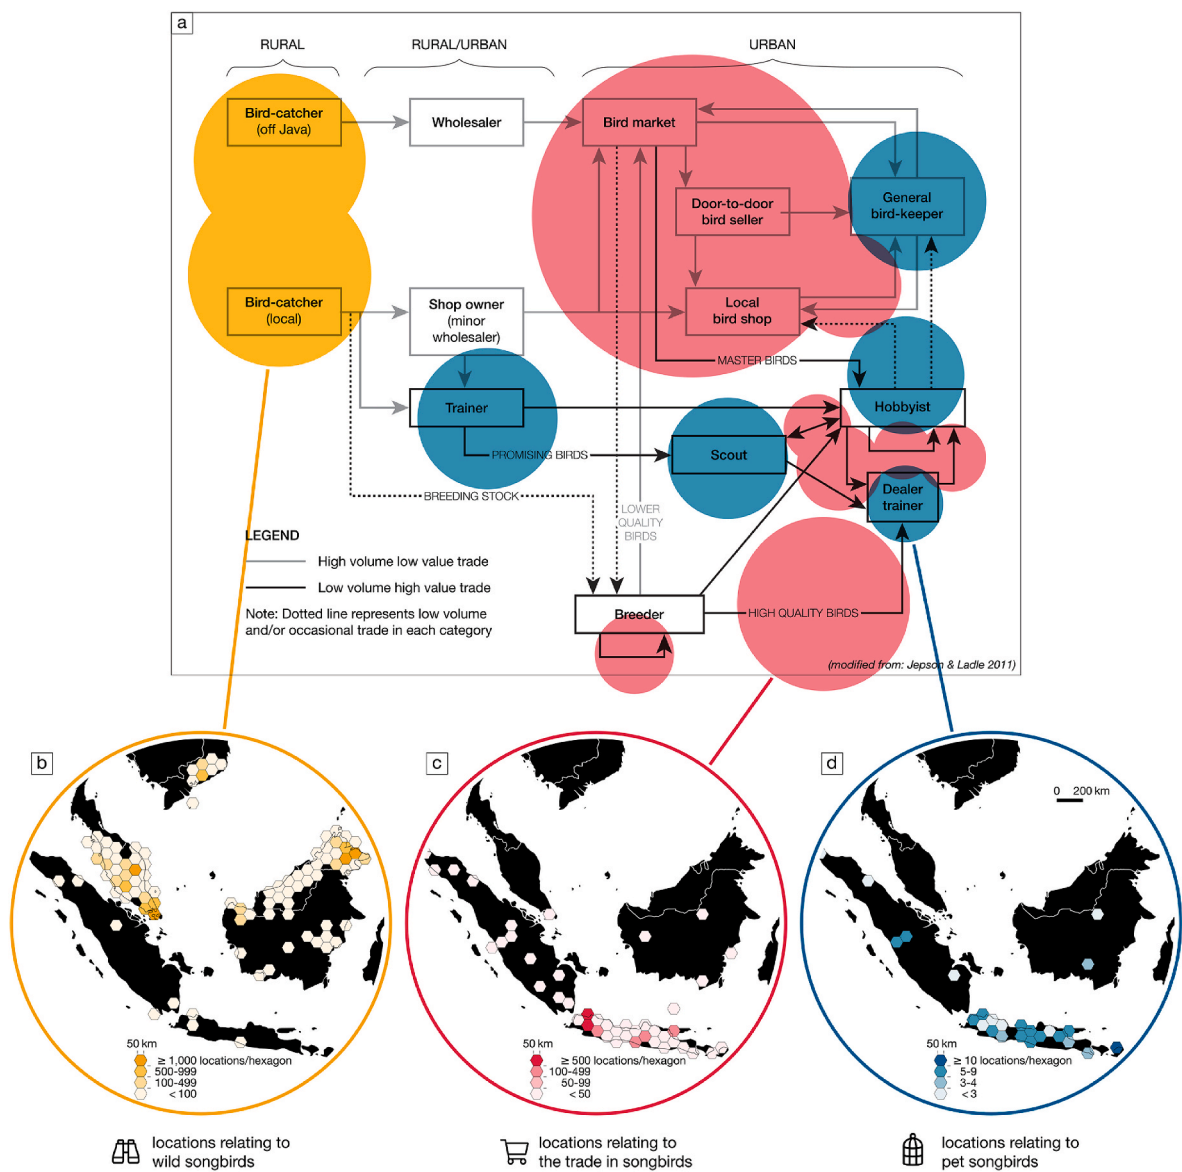 a
RURAL
RURAL/URBAN
URBAN
Bird-catcher
(off Java)
Wholesaler
Bird market
Door-to-door
bird seller
General
bird-keeper
Bird-catcher
(local)
Shop owner
(minor
wholesaler)
Local
bird shop
MASTER BIRDS
Trainer
Hobbyist
PROMISING BIRDS
Scout
BREEDING STOCK
Dealer
trainer
LOWER
QUALITY
BIRDS
LEGEND
High volume low value trade
Low volume high value trade
Note: Dotted line represents low volume
and/or occasional trade in each category
Breeder
HIGH QUALITY BIRDS
(modified from: Jepson & Ladle 2011)
b
50 km
≥ 1,000 locations/hexagon
500-999
100-499
< 100
c
50 km
≥ 500 locations/hexagon
100-499
50-99
< 50
d
0 200 km
50 km
≥ 10 locations/hexagon
5-9
3-4
< 3
locations relating to
wild songbirds
locations relating to
the trade in songbirds
locations relating to
pet songbirds